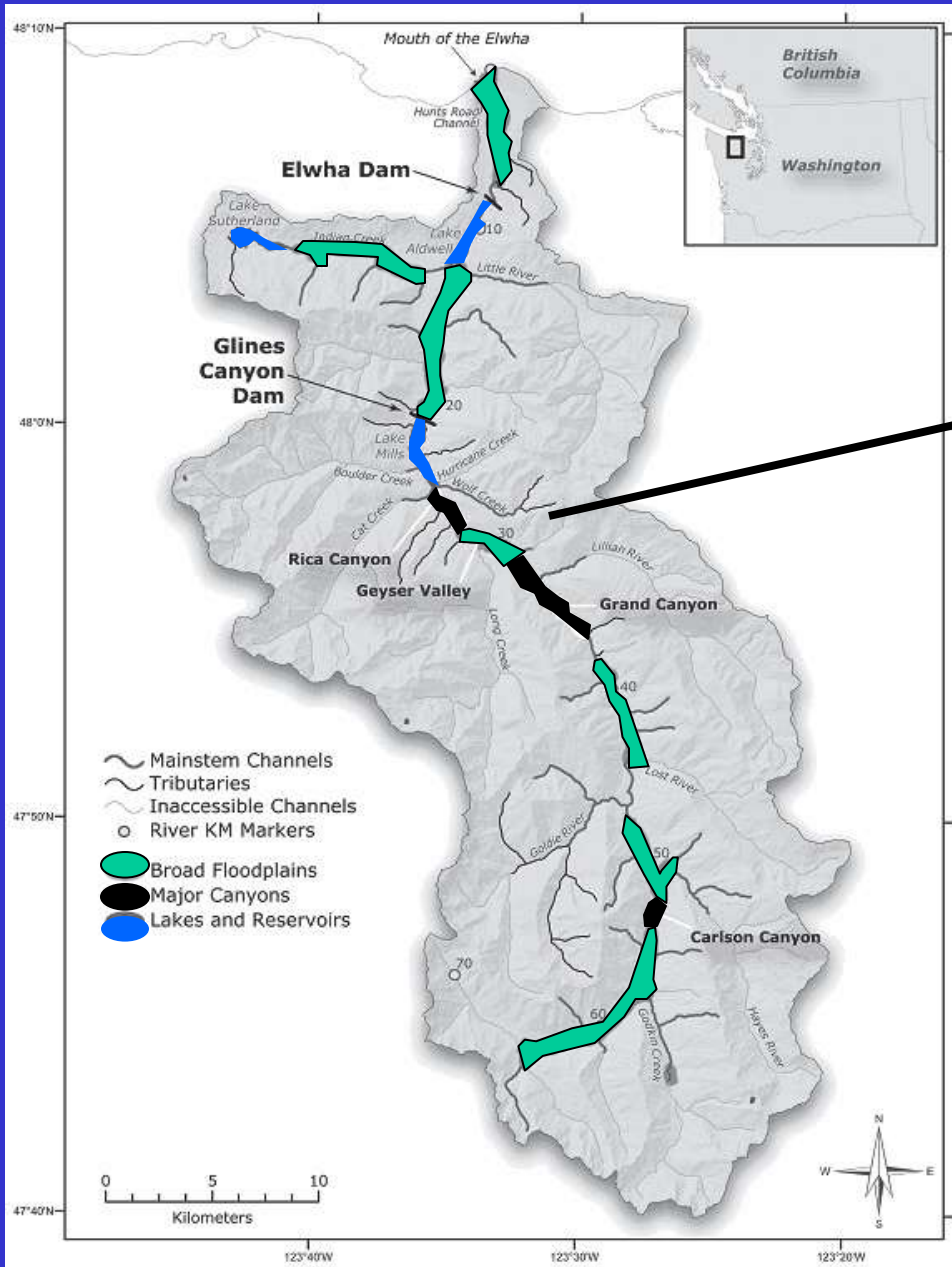 48°10'N
Mouth of the Elwha
British
Columbia
Washington
Hunts Road
Channel
Elwha Dam
10
Lake
Sutherland
Indian Creek
Lake
Aldwell
Little River
Glines
Canyon
Dam
20
48°0'N
Lake
Mills
Hurricane Creek
Boulder Creek
Wolf Creek
Cat Creek
30
Rica Canyon
Lillian River
Geyser Valley
Grand Canyon
Long Creek
40
Mainstem Channels
Tributaries
Inaccessible Channels
River KM Markers
Broad Floodplains
Major Canyons
Lakes and Reservoirs
Lost River
47°50'N
Goldie River
50
Carlson Canyon
70
60
Godkin Creek
Hayes River
N
W
E
S
0 5 10
Kilometers
47°40'N
123°40'W
123°30'W
123°20'W